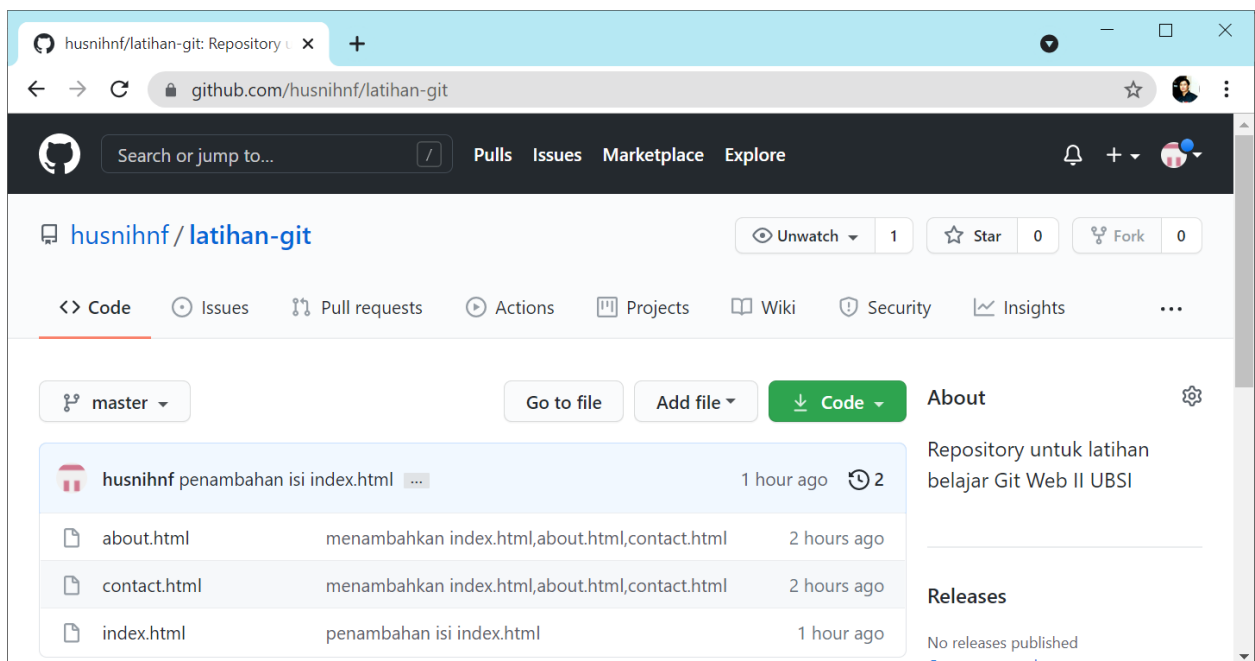 husnihnf/latihan-git: Repository
github.com/husnihnf/latihan-git
Search or jump to... / Pulls Issues Marketplace Explore
husnihnf / latihan-git Unwatch 1 Star 0 Fork 0
<> Code Issues Pull requests Actions Projects Wiki Security Insights ...
master Go to file Add file Code About
Repository untuk latihan
belajar Git Web II UBSI
husnihnf penambahan isi index.html ... 1 hour ago 2
about.html menambahkan index.html,about.html,contact.html 2 hours ago
contact.html menambahkan index.html,about.html,contact.html 2 hours ago
index.html penambahan isi index.html 1 hour ago
Releases
No releases published